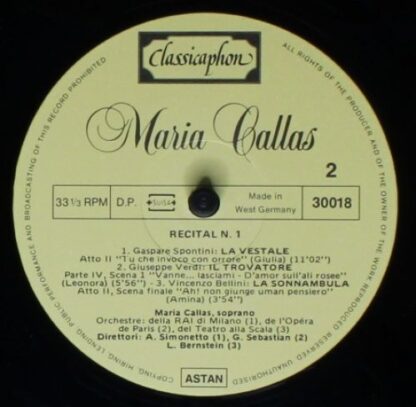 Classicaphon
Maria Callas
2
33 1/3 RPM D.P. SUISA Made in West Germany 30018
RECITAL N. 1
1. Gaspare Spontini: LA VESTALE
Atto II "Tu che invoco con orrore" (Giulia) (11'02")
2. Giuseppe Verdi: IL TROVATORE
Parte IV, Scena 1 "Vanne... lasciami - D'amor sull'ali rosee"
(Leonora) (5'56") - 3. Vincenzo Bellini: LA SONNAMBULA
Atto II, Scena finale "Ah! non giunge uman pensiero"
(Amina) (3'54")
Maria Callas, soprano
Orchestre: della RAI di Milano (1), de l'Opéra
de Paris (2), del Teatro alla Scala (3)
Direttori: A. Simonetto (1), G. Sebastian (2)
L. Bernstein (3)
ASTAN
ALL RIGHTS OF THE PRODUCER AND OF THE OWNER OF THE WORK REPRODUCED RESERVED UNAUTHORISED COPYING, HIRING, LENDING, PUBLIC PERFORMANCE AND BROADCASTING OF THIS RECORD PROHIBITED